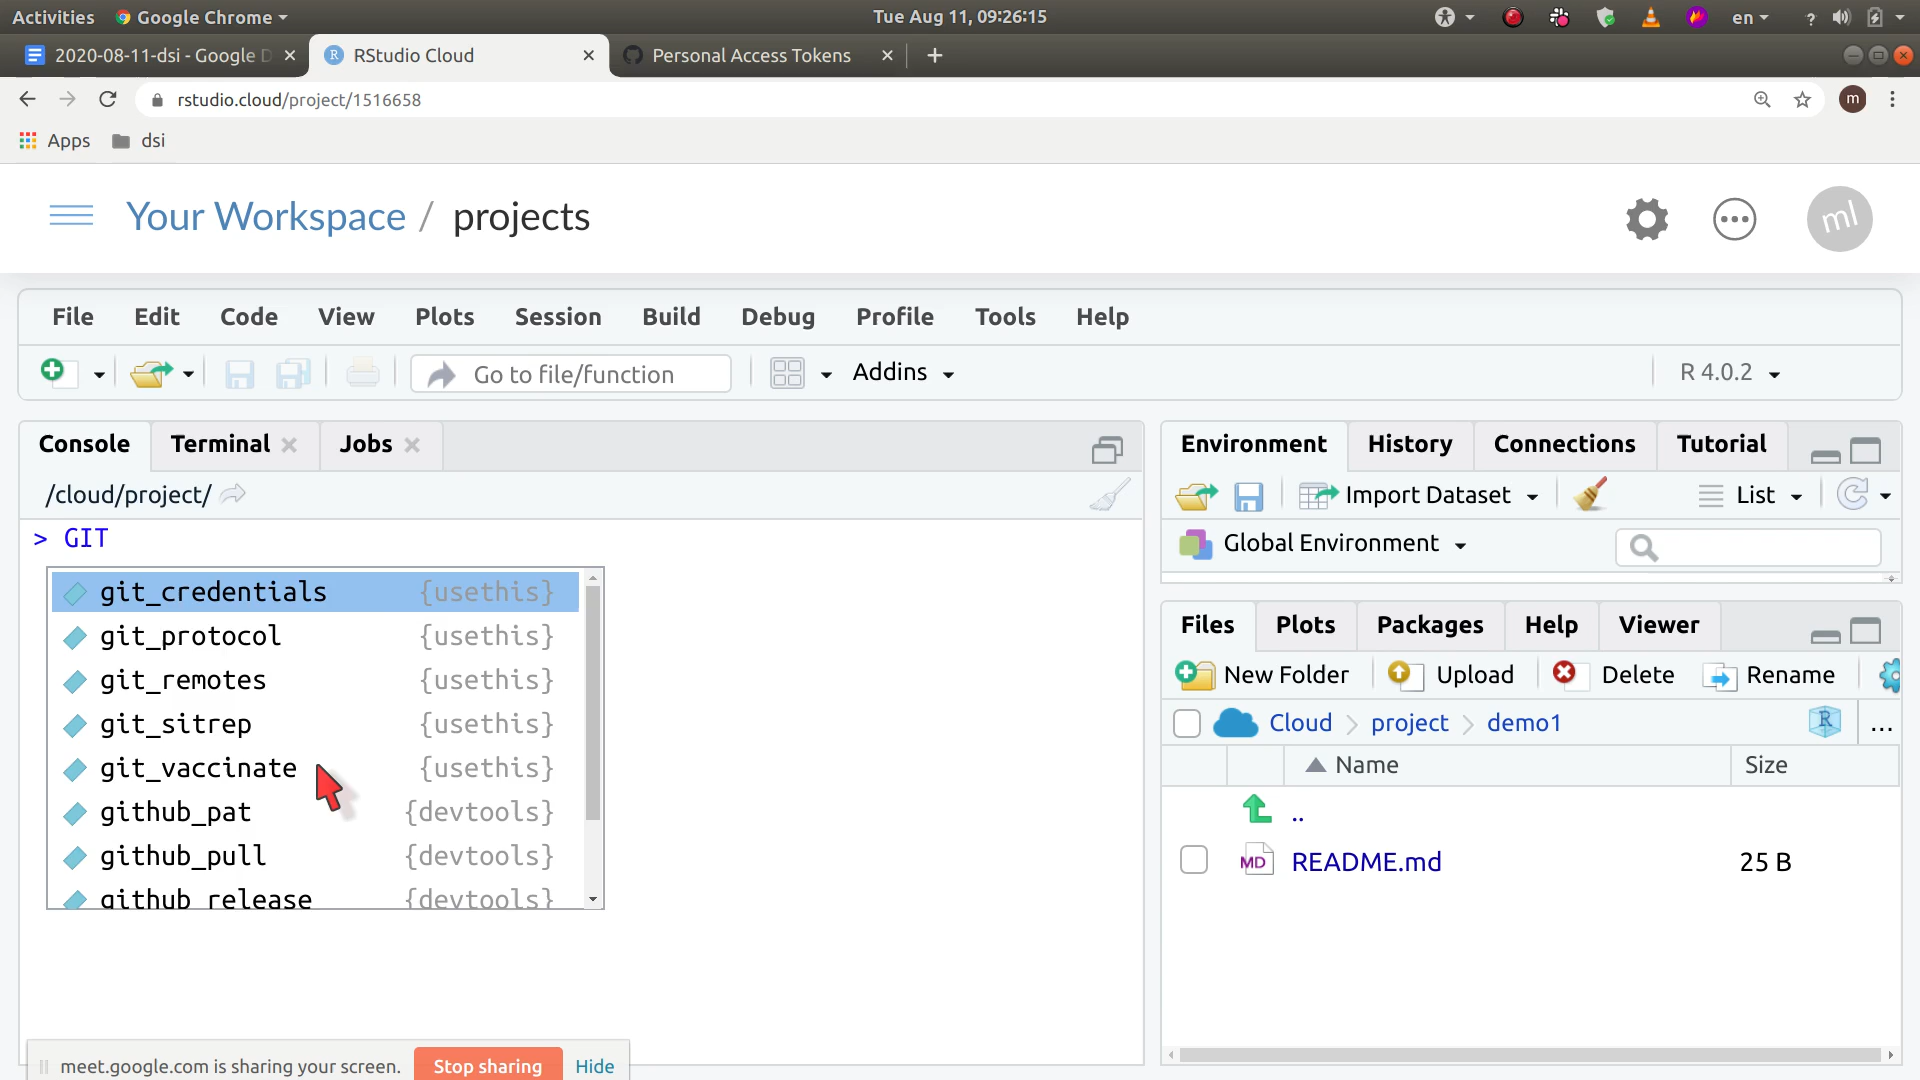 Activities Google Chrome Tue Aug 11, 09:26:15 en ?
2020-08-11-dsi - Google D RStudio Cloud Personal Access Tokens
rstudio.cloud/project/1516658 m
Apps dsi
Your Workspace / projects ml
File Edit Code View Plots Session Build Debug Profile Tools Help
Go to file/function Addins R 4.0.2
Console Terminal Jobs
/cloud/project/
> GIT
git_credentials {usethis}
git_protocol {usethis}
git_remotes {usethis}
git_sitrep {usethis}
git_vaccinate {usethis}
github_pat {devtools}
github_pull {devtools}
github_release {devtools}
Environment History Connections Tutorial
Import Dataset List
Global Environment
Files Plots Packages Help Viewer
New Folder Upload Delete Rename
Cloud project demo1 R ...
Name Size
..
MD README.md 25 B
meet.google.com is sharing your screen. Stop sharing Hide